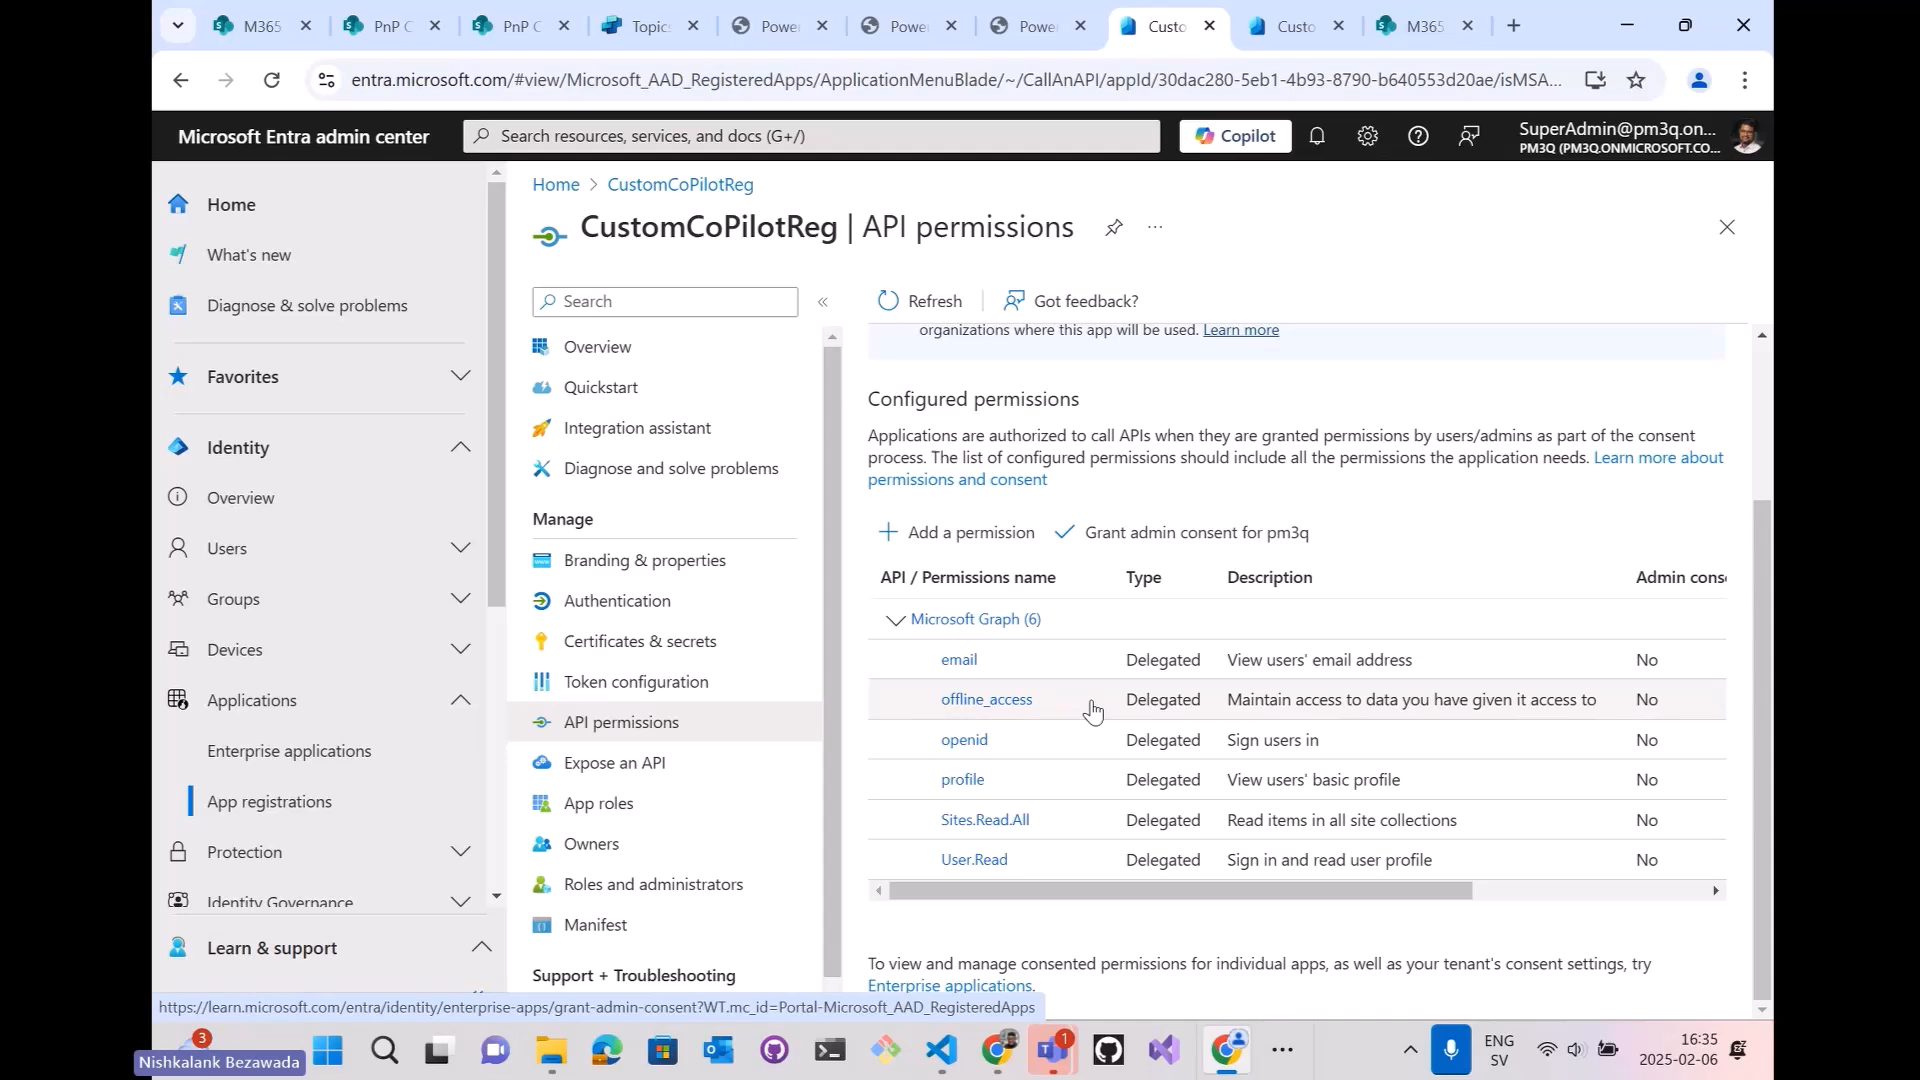 M365
PnP C
PnP C
Topic
Powe
Powe
Powe
Custo
Custo
M365
entra.microsoft.com/#view/Microsoft_AAD_RegisteredApps/ApplicationMenuBlade/~/CallAnAPI/appId/30dac280-5eb1-4b93-8790-b640553d20ae/isMSA...
Microsoft Entra admin center
Search resources, services, and docs (G+/)
Copilot
SuperAdmin@pm3q.on...
PM3Q (PM3Q.ONMICROSOFT.CO...
Home
What's new
Diagnose & solve problems
Favorites
Identity
Overview
Users
Groups
Devices
Applications
Enterprise applications
App registrations
Protection
Identity Governance
Learn & support
Home > CustomCoPilotReg
CustomCoPilotReg | API permissions
Search
Overview
Quickstart
Integration assistant
Diagnose and solve problems
Manage
Branding & properties
Authentication
Certificates & secrets
Token configuration
API permissions
Expose an API
App roles
Owners
Roles and administrators
Manifest
Support + Troubleshooting
Refresh
Got feedback?
organizations where this app will be used. Learn more
Configured permissions
Applications are authorized to call APIs when they are granted permissions by users/admins as part of the consent
process. The list of configured permissions should include all the permissions the application needs. Learn more about
permissions and consent
Add a permission
Grant admin consent for pm3q
API / Permissions name Type Description Admin conse
Microsoft Graph (6)
email Delegated View users' email address No
offline_access Delegated Maintain access to data you have given it access to No
openid Delegated Sign users in No
profile Delegated View users' basic profile No
Sites.Read.All Delegated Read items in all site collections No
User.Read Delegated Sign in and read user profile No
To view and manage consented permissions for individual apps, as well as your tenant's consent settings, try
Enterprise applications.
https://learn.microsoft.com/entra/identity/enterprise-apps/grant-admin-consent?WT.mc_id=Portal-Microsoft_AAD_RegisteredApps
3
Nishkalank Bezawada
1
ENG
SV
16:35
2025-02-06